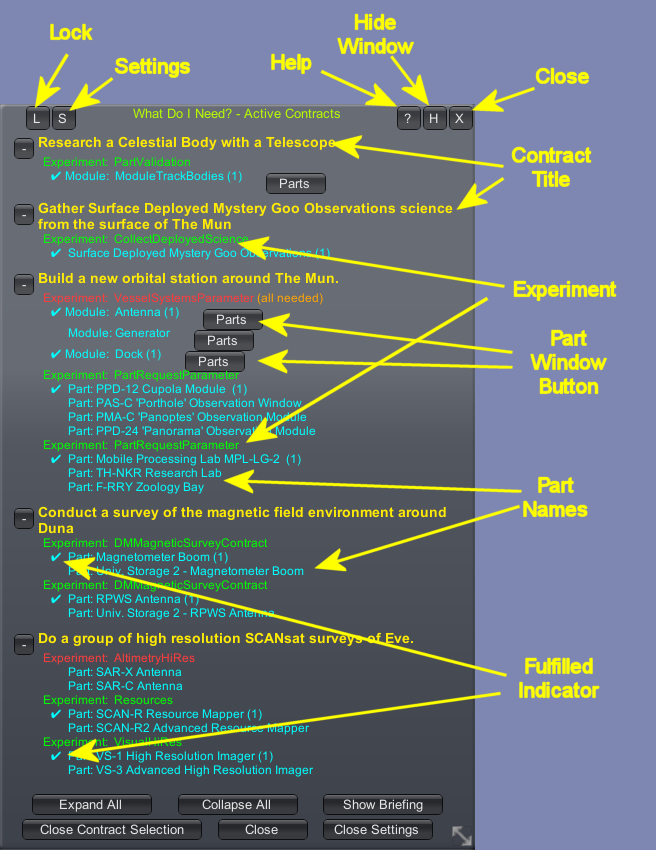 Lock
Settings
Hide
Window
Help
Close
L S What Do I Need? - Active Contracts ? H X
- Research a Celestial Body with a Telescope
Experiment: PartValidation
✔ Module: ModuleTrackBodies (1) Parts
Contract
Title
- Gather Surface Deployed Mystery Goo Observations science
from the surface of The Mun
Experiment: CollectDeployedScience
✔ Surface Deployed Mystery Goo Observations (1)
- Build a new orbital station around The Mun.
Experiment: VesselSystemsParameter (all needed)
Experiment
✔ Module: Antenna (1) Parts
Module: Generator Parts
✔ Module: Dock (1) Parts
Part
Window
Button
Experiment: PartRequestParameter
✔ Part: PPD-12 Cupola Module (1)
Part: PAS-C 'Porthole' Observation Window
Part: PMA-C 'Panoptes' Observation Module
Part: PPD-24 'Panorama' Observation Module
Experiment: PartRequestParameter
✔ Part: Mobile Processing Lab MPL-LG-2 (1)
Part: TH-NKR Research Lab
Part: F-RRY Zoology Bay
Part
Names
- Conduct a survey of the magnetic field environment around
Duna
Experiment: DMMagneticSurveyContract
✔ Part: Magnetometer Boom (1)
Part: Univ. Storage 2 - Magnetometer Boom
Experiment: DMMagneticSurveyContract
✔ Part: RPWS Antenna (1)
Part: Univ. Storage 2 - RPWS Antenna
- Do a group of high resolution SCANsat surveys of Eve.
Experiment: AltimetryHiRes
Part: SAR-X Antenna
Part: SAR-C Antenna
Fulfilled
Indicator
Experiment: Resources
✔ Part: SCAN-R Resource Mapper (1)
Part: SCAN-R2 Advanced Resource Mapper
Experiment: VisualHiRes
✔ Part: VS-1 High Resolution Imager (1)
Part: VS-3 Advanced High Resolution Imager
Expand All Collapse All Show Briefing
Close Contract Selection Close Close Settings